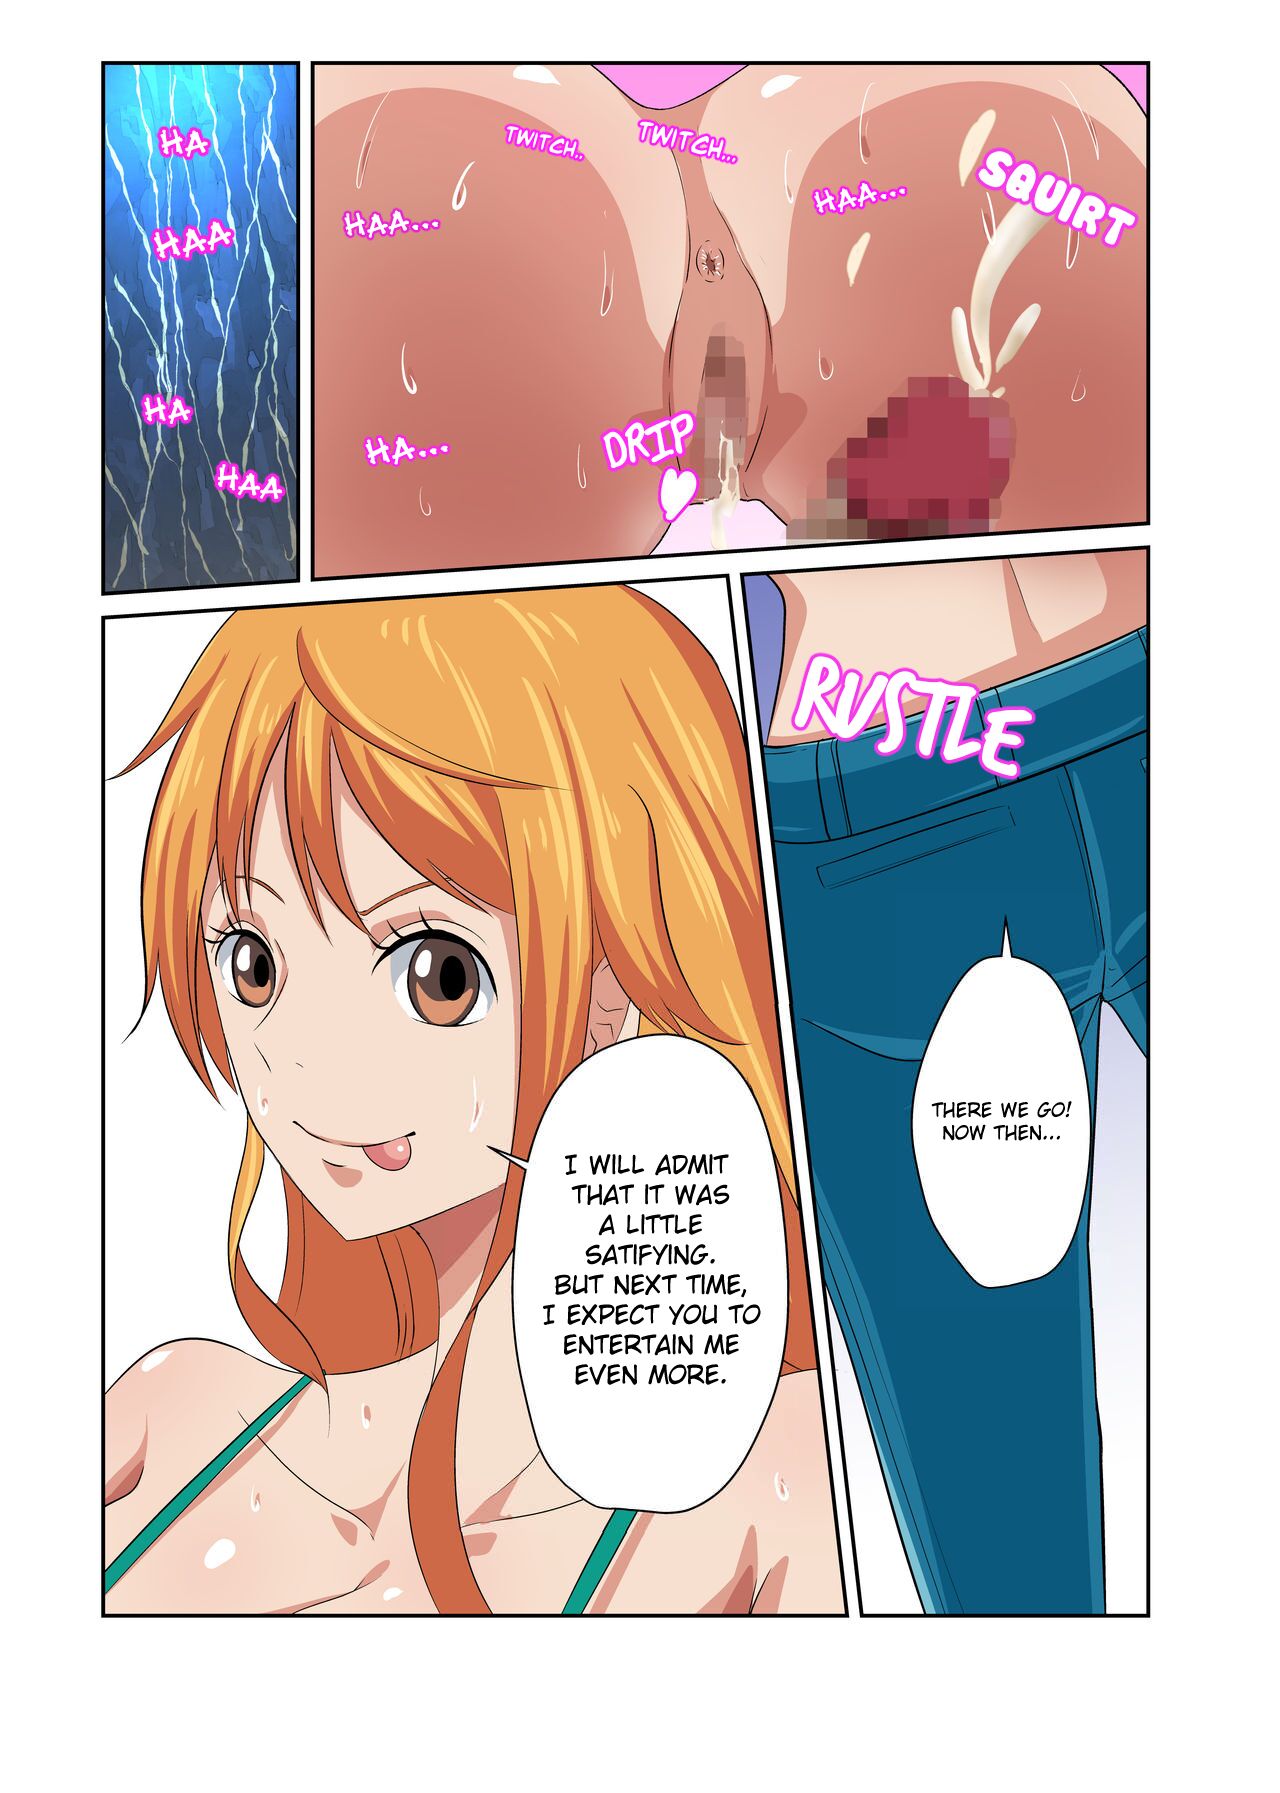 HA
HAA
HA
HAA
TWITCH..
TWITCH...
HAA...
HAA...
SQUIRT
HA...
DRIP
RUSTLE
THERE WE GO!
NOW THEN...
I WILL ADMIT
THAT IT WAS
A LITTLE
SATIFYING.
BUT NEXT TIME,
I EXPECT YOU TO
ENTERTAIN ME
EVEN MORE.